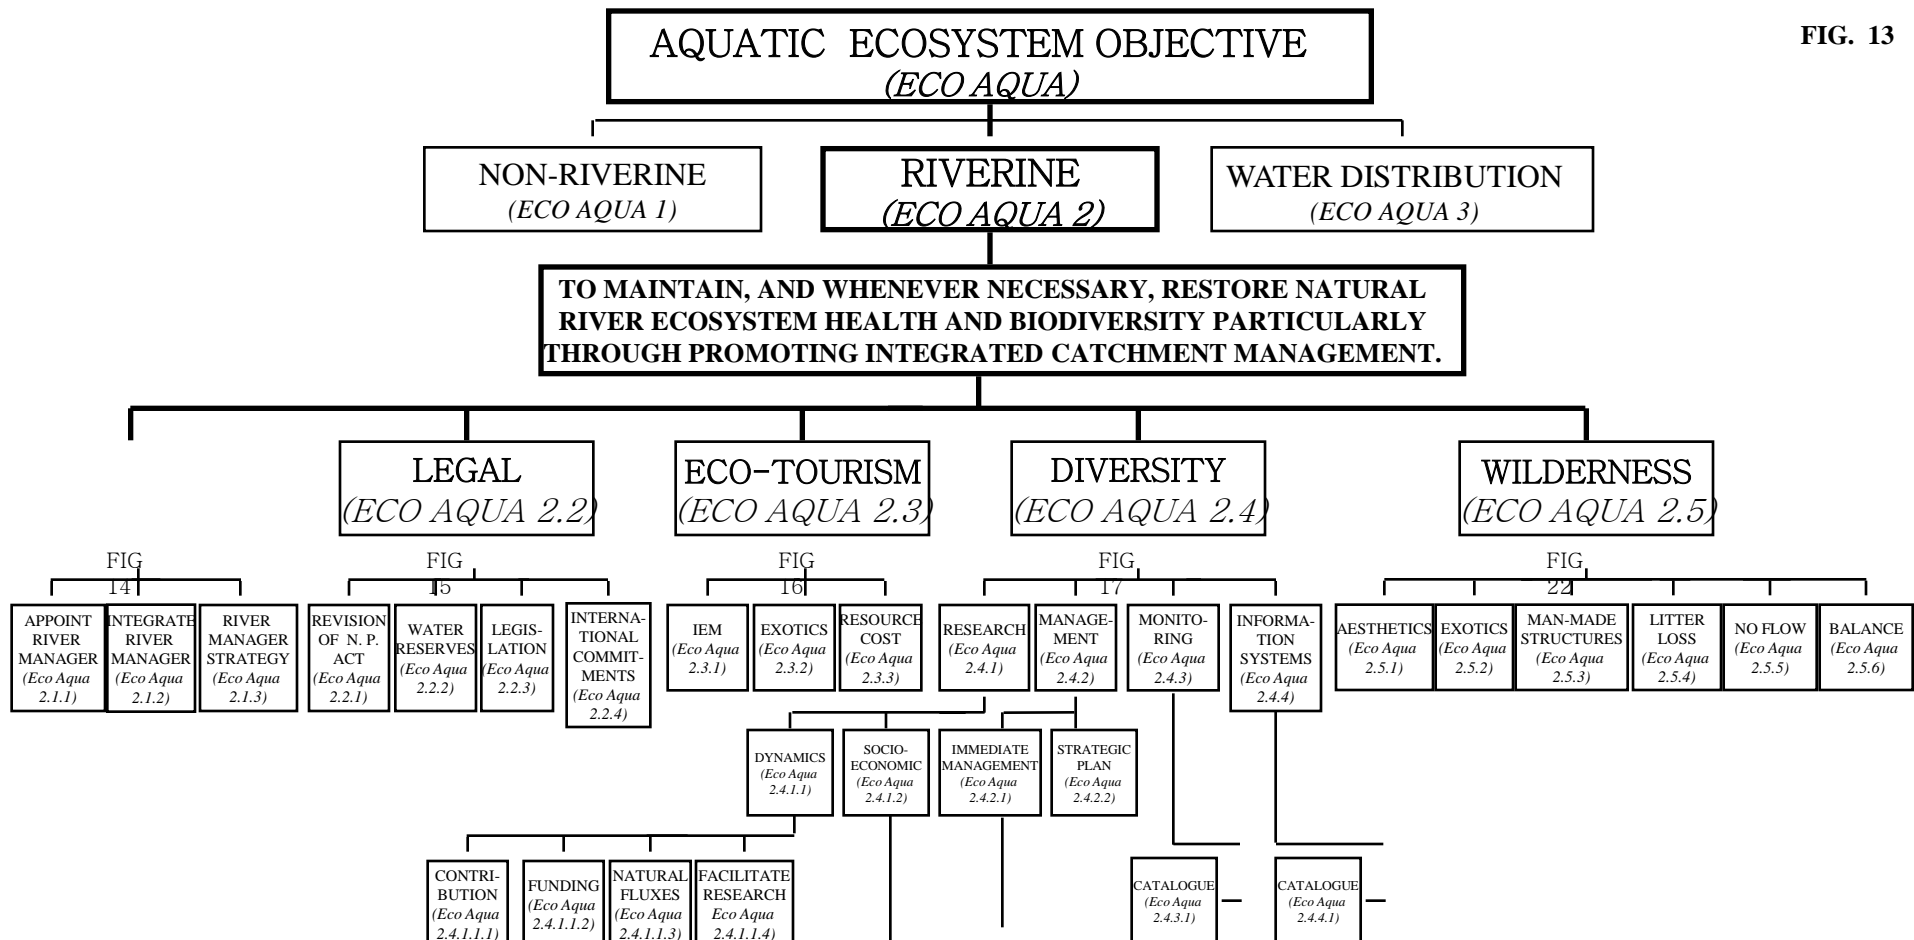 FIG. 13
AQUATIC ECOSYSTEM OBJECTIVE
(ECO AQUA)
NON-RIVERINE
(ECO AQUA 1)
RIVERINE
(ECO AQUA 2)
WATER DISTRIBUTION
(ECO AQUA 3)
TO MAINTAIN, AND WHENEVER NECESSARY, RESTORE NATURAL
RIVER ECOSYSTEM HEALTH AND BIODIVERSITY PARTICULARLY
THROUGH PROMOTING INTEGRATED CATCHMENT MANAGEMENT.
LEGAL
(ECO AQUA 2.2)
ECO-TOURISM
(ECO AQUA 2.3)
DIVERSITY
(ECO AQUA 2.4)
WILDERNESS
(ECO AQUA 2.5)
FIG
14
FIG
15
FIG
16
FIG
17
FIG
22
APPOINT
RIVER
MANAGER
(Eco Aqua
2.1.1)
INTEGRATE
RIVER
MANAGER
(Eco Aqua
2.1.2)
RIVER
MANAGER
STRATEGY
(Eco Aqua
2.1.3)
REVISION
OF N. P.
ACT
(Eco Aqua
2.2.1)
WATER
RESERVES
(Eco Aqua
2.2.2)
LEGIS-
LATION
(Eco Aqua
2.2.3)
INTERNA-
TIONAL
COMMIT-
MENTS
(Eco Aqua
2.2.4)
IEM
(Eco Aqua
2.3.1)
EXOTICS
(Eco Aqua
2.3.2)
RESOURCE
COST
(Eco Aqua
2.3.3)
RESEARCH
(Eco Aqua
2.4.1)
MANAGE-
MENT
(Eco Aqua
2.4.2)
MONITO-
RING
(Eco Aqua
2.4.3)
INFORMA-
TION
SYSTEMS
(Eco Aqua
2.4.4)
AESTHETICS
(Eco Aqua
2.5.1)
EXOTICS
(Eco Aqua
2.5.2)
MAN-MADE
STRUCTURES
(Eco Aqua
2.5.3)
LITTER
LOSS
(Eco Aqua
2.5.4)
NO FLOW
(Eco Aqua
2.5.5)
BALANCE
(Eco Aqua
2.5.6)
DYNAMICS
(Eco Aqua
2.4.1.1)
SOCIO-
ECONOMIC
(Eco Aqua
2.4.1.2)
IMMEDIATE
MANAGEMENT
(Eco Aqua
2.4.2.1)
STRATEGIC
PLAN
(Eco Aqua
2.4.2.2)
CONTRI-
BUTION
(Eco Aqua
2.4.1.1.1)
FUNDING
(Eco Aqua
2.4.1.1.2)
NATURAL
FLUXES
(Eco Aqua
2.4.1.1.3)
FACILITATE
RESEARCH
Eco Aqua
2.4.1.1.4)
CATALOGUE
(Eco Aqua
2.4.3.1)
CATALOGUE
(Eco Aqua
2.4.4.1)